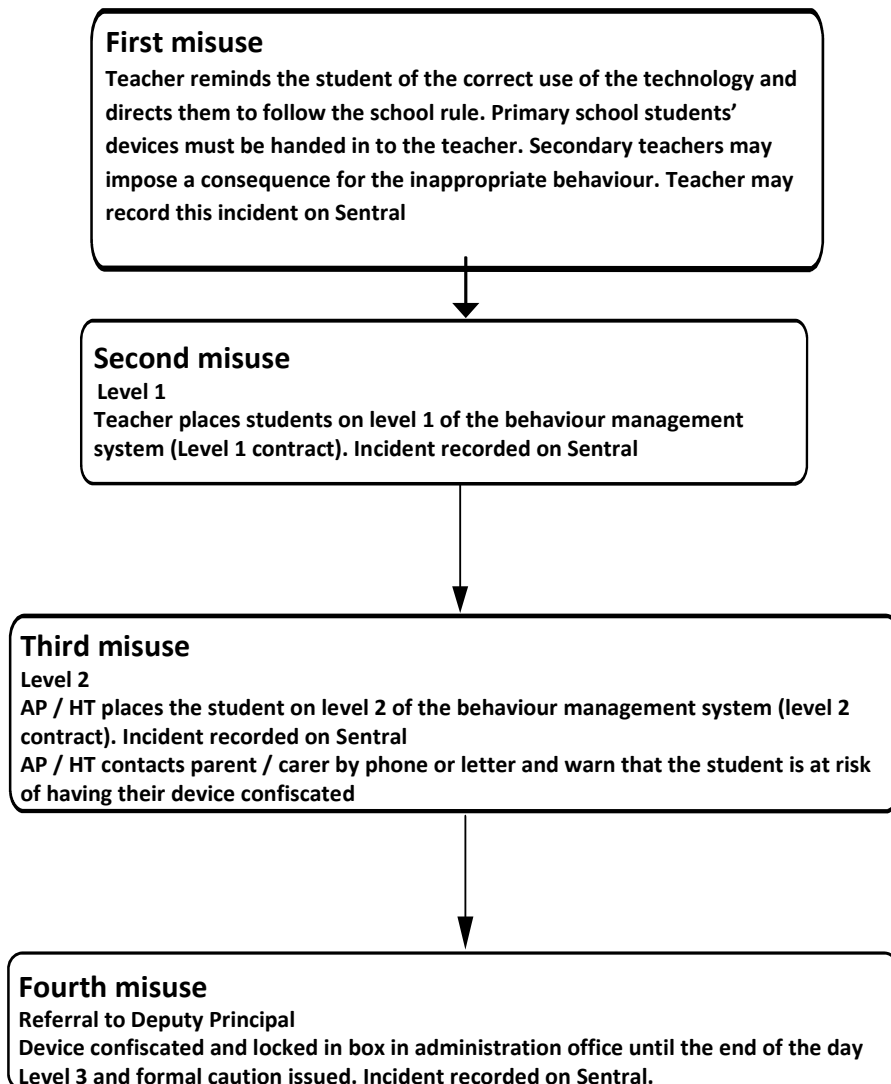 First misuse
Teacher reminds the student of the correct use of the technology and
directs them to follow the school rule. Primary school students’
devices must be handed in to the teacher. Secondary teachers may
impose a consequence for the inappropriate behaviour. Teacher may
record this incident on Sentral
Second misuse
Level 1
Teacher places students on level 1 of the behaviour management
system (Level 1 contract). Incident recorded on Sentral
Third misuse
Level 2
AP / HT places the student on level 2 of the behaviour management system (level 2
contract). Incident recorded on Sentral
AP / HT contacts parent / carer by phone or letter and warn that the student is at risk
of having their device confiscated
Fourth misuse
Referral to Deputy Principal
Device confiscated and locked in box in administration office until the end of the day
Level 3 and formal caution issued. Incident recorded on Sentral.